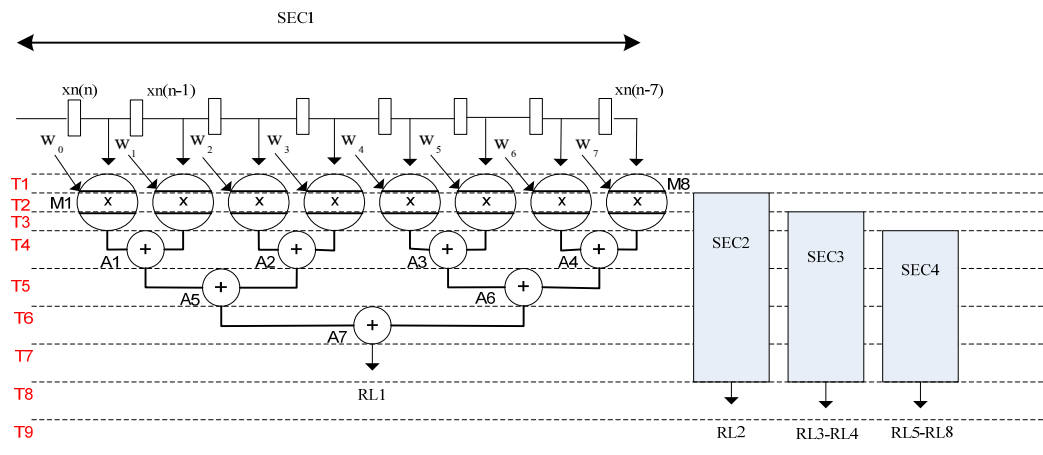 SEC1
xn(n)
xn(n-1)
xn(n-7)
W0
W1
W2
W3
W4
W5
W6
W7
T1
M8
T2
M1
x
x
x
x
x
x
x
x
T3
T4
+
+
+
+
SEC2
SEC3
SEC4
A1
A2
A3
A4
T5
+
+
A5
A6
T6
+
A7
T7
RL1
T8
T9
RL2
RL3-RL4
RL5-RL8